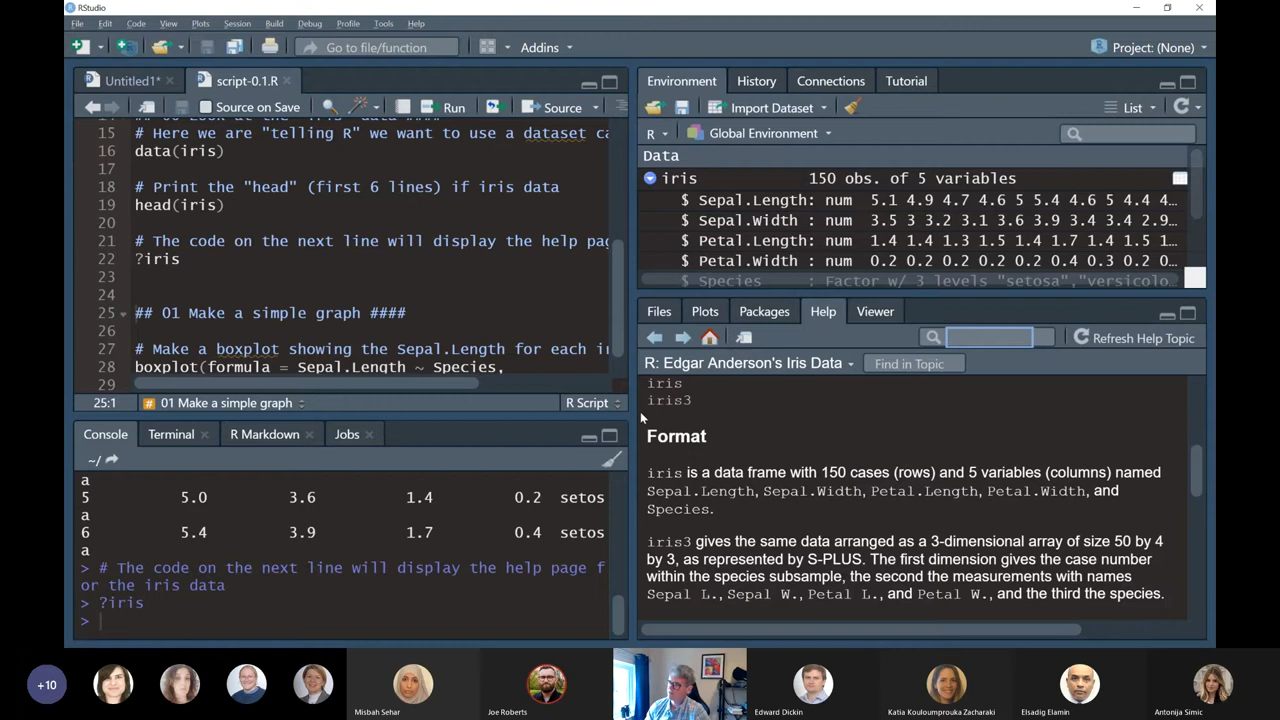 RStudio
File Edit Code View Plots Session Build Debug Profile Tools Help
Go to file/function Addins Project: (None)
Untitled1* script-0.1.R
Source on Save Run Source
15 # Here we are "telling R" we want to use a dataset ca
16 data(iris)
17
18 # Print the "head" (first 6 lines) if iris data
19 head(iris)
20
21 # The code on the next line will display the help pag
22 ?iris
23
24
25 ## 01 Make a simple graph ####
26
27 # Make a boxplot showing the Sepal.Length for each ir
28 boxplot(formula = Sepal.Length ~ Species,
29
25:1 # 01 Make a simple graph R Script
Console Terminal R Markdown Jobs
~/
a
5 5.0 3.6 1.4 0.2 setos
a
6 5.4 3.9 1.7 0.4 setos
a
> # The code on the next line will display the help page f
or the iris data
> ?iris
>
Environment History Connections Tutorial
Import Dataset List
R Global Environment
Data
iris 150 obs. of 5 variables
$ Sepal.Length: num 5.1 4.9 4.7 4.6 5 5.4 4.6 5 4.4 4…
$ Sepal.Width : num 3.5 3 3.2 3.1 3.6 3.9 3.4 3.4 2.9…
$ Petal.Length: num 1.4 1.4 1.3 1.5 1.4 1.7 1.4 1.5 1…
$ Petal.Width : num 0.2 0.2 0.2 0.2 0.2 0.4 0.3 0.2 0…
$ Species : Factor w/ 3 levels "setosa","versicolo…
Files Plots Packages Help Viewer
Refresh Help Topic
R: Edgar Anderson's Iris Data Find in Topic
iris
iris3
Format
iris is a data frame with 150 cases (rows) and 5 variables (columns) named
Sepal.Length, Sepal.Width, Petal.Length, Petal.Width, and
Species.
iris3 gives the same data arranged as a 3-dimensional array of size 50 by 4
by 3, as represented by S-PLUS. The first dimension gives the case number
within the species subsample, the second the measurements with names
Sepal L., Sepal W., Petal L., and Petal W., and the third the species.
+10
Misbah Sehar
Joe Roberts
Edward Dickin
Katia Kouloumprouka Zacharaki
Elsadig Elamin
Antonija Simic